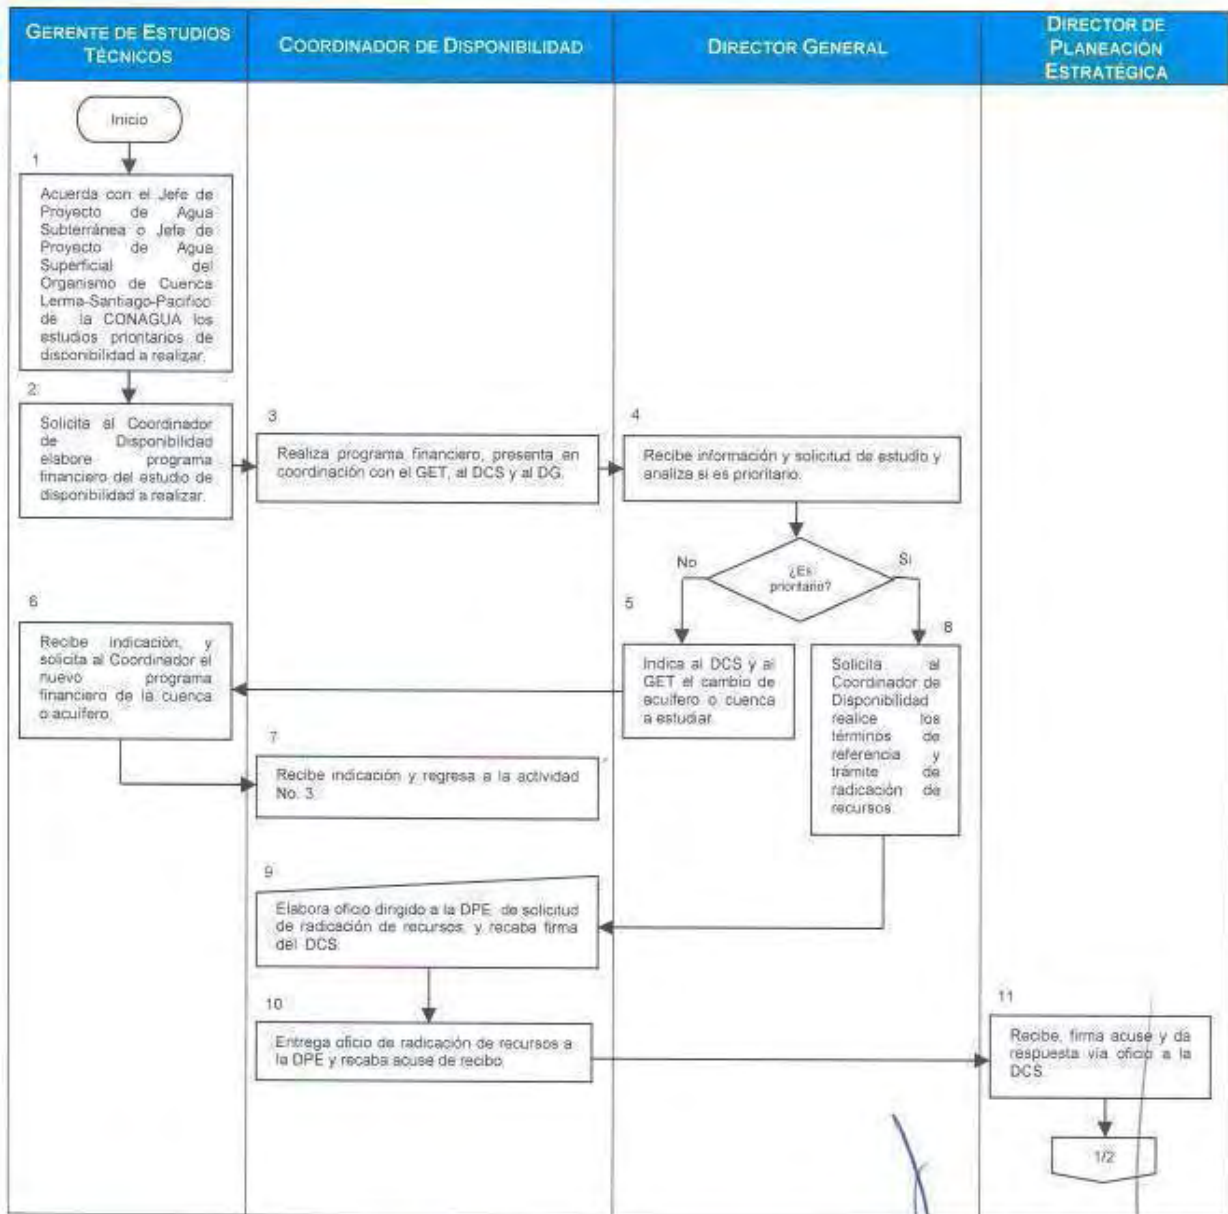 GERENTE DE ESTUDIOS
TÉCNICOS
COORDINADOR DE DISPONIBILIDAD
DIRECTOR GENERAL
DIRECTOR DE
PLANEACIÓN
ESTRATÉGICA
Inicio
1
Acuerda con el Jefe de
Proyecto de Agua
Subterránea o Jefe de
Proyecto de Agua
Superficial del
Organismo de Cuenca
Lerma-Santiago-Pacifico
de la CONAGUA los
estudios prioritarios de
disponibilidad a realizar.
2
Solicita al Coordinador
de Disponibilidad
elabore programa
financiero del estudio de
disponibilidad a realizar.
3
Realiza programa financiero, presenta en
coordinación con el GET, al DCS y al DG.
4
Recibe información y solicitud de estudio y
analiza si es prioritario.
¿Es
prioritario?
No
Si
5
Indica al DCS y al
GET el cambio de
acuífero o cuenca
a estudiar.
6
Recibe indicación, y
solicita al Coordinador el
nuevo programa
financiero de la cuenca
o acuífero.
7
Recibe indicación y regresa a la actividad
No. 3
8
Solicita al
Coordinador de
Disponibilidad
realice los
términos de
referencia y
trámite de
radicación de
recursos.
9
Elabora oficio dirigido a la DPE de solicitud
de radicación de recursos, y recaba firma
del DCS.
10
Entrega oficio de radicación de recursos a
la DPE y recaba acuse de recibo.
11
Recibe, firma acuse y da
respuesta vía oficio a la
DCS.
1/2